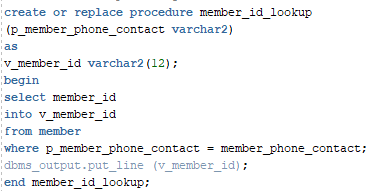 create or replace procedure member_id_lookup
(p_member_phone_contact varchar2)
as
v_member_id varchar2(12);
begin
select member_id
into v_member_id
from member
where p_member_phone_contact = member_phone_contact;
dbms_output.put_line (v_member_id);
end member_id_lookup;